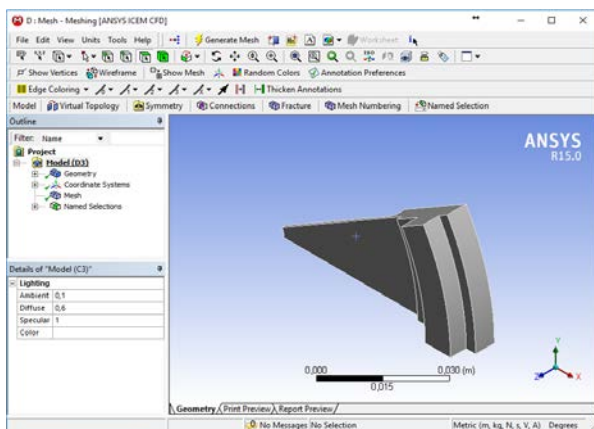 D : Mesh - Meshing [ANSYS ICEM CFD]
File Edit View Units Tools Help Generate Mesh Worksheet
Show Vertices Wireframe Show Mesh Random Colors Annotation Preferences
Edge Coloring Thicken Annotations
Model Virtual Topology Symmetry Connections Fracture Mesh Numbering Named Selection
Outline
Filter: Name
Project
Model (D3)
Geometry
Coordinate Systems
Mesh
Named Selections
ANSYS
R15.0
Details of "Model (C3)"
Lighting
Ambient 0,1
Diffuse 0,6
Specular 1
Color
0,000 0,030 (m)
0,015
Y
Z X
Geometry Print Preview Report Preview
No Messages No Selection Metric (m, kg, N, s, V, A) Degrees